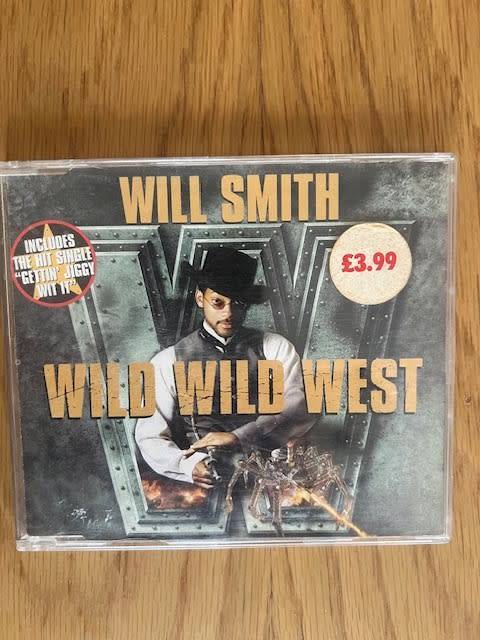 WILL SMITH
INCLUDES
THE HIT SINGLE
"GETTIN' JIGGY
WIT IT"
£3.99
WILD WILD WEST